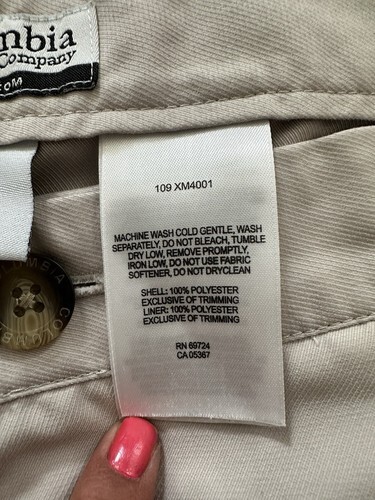 mbia
Company
COM
109 XM4001
MACHINE WASH COLD GENTLE, WASH
SEPARATELY, DO NOT BLEACH, TUMBLE
DRY LOW, REMOVE PROMPTLY,
IRON LOW, DO NOT USE FABRIC
SOFTENER, DO NOT DRYCLEAN
SHELL: 100% POLYESTER
EXCLUSIVE OF TRIMMING
LINER: 100% POLYESTER
EXCLUSIVE OF TRIMMING
RN 69724
CA 05367
COLUMBIA